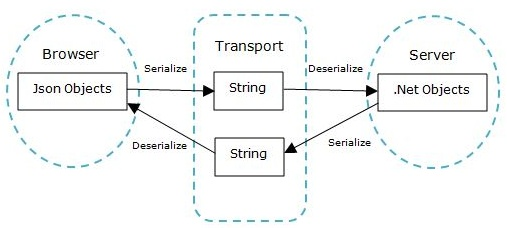 Browser
Transport
Server
Serialize
Deserialize
Json Objects
String
.Net Objects
Deserialize
String
Serialize